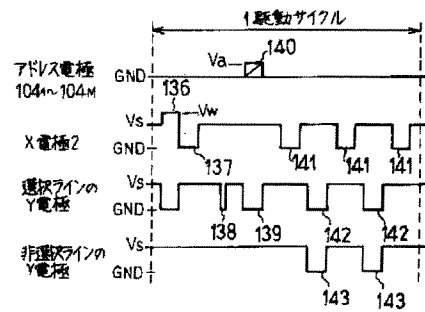 1駆動サイクル
アドレス電極
104₁～104M
Va
140
GND
136
Vw
Vs
X電極2
GND
137
141
141
141
選択ラインの
Y電極
Vs
GND
138
139
142
142
非選択ラインの
Y電極
Vs
GND
143
143